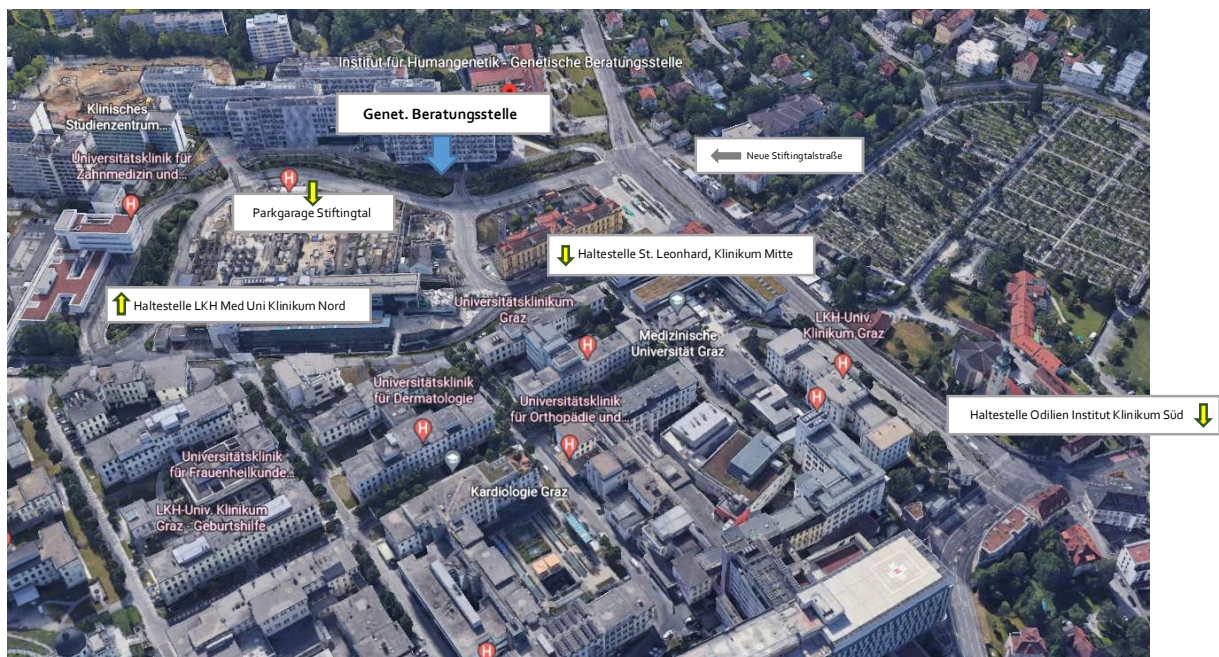 Institut für Humangenetik - Genetische Beratungsstelle
Genet. Beratungsstelle
Klinisches
Studienzentrum...
Neue Stiftingtalstraße
Universitätsklinik für
Zahnmedizin und...
H
H
Parkgarage Stiftingtal
Haltestelle St. Leonhard, Klinikum Mitte
Haltestelle LKH Med Uni Klinikum Nord
Universitätsklinikum
Graz...
H
Medizinische
Universität Graz
LKH-Univ.
Klinikum Graz
H
H
Universitätsklinik
für Dermatologie
H
Universitätsklinik
für Orthopädie und...
H
Haltestelle Odilien Institut Klinikum Süd
Universitätsklinik
für Frauenheilkunde...
Kardiologie Graz
LKH-Univ. Klinikum
Graz - Geburtshilfe
H